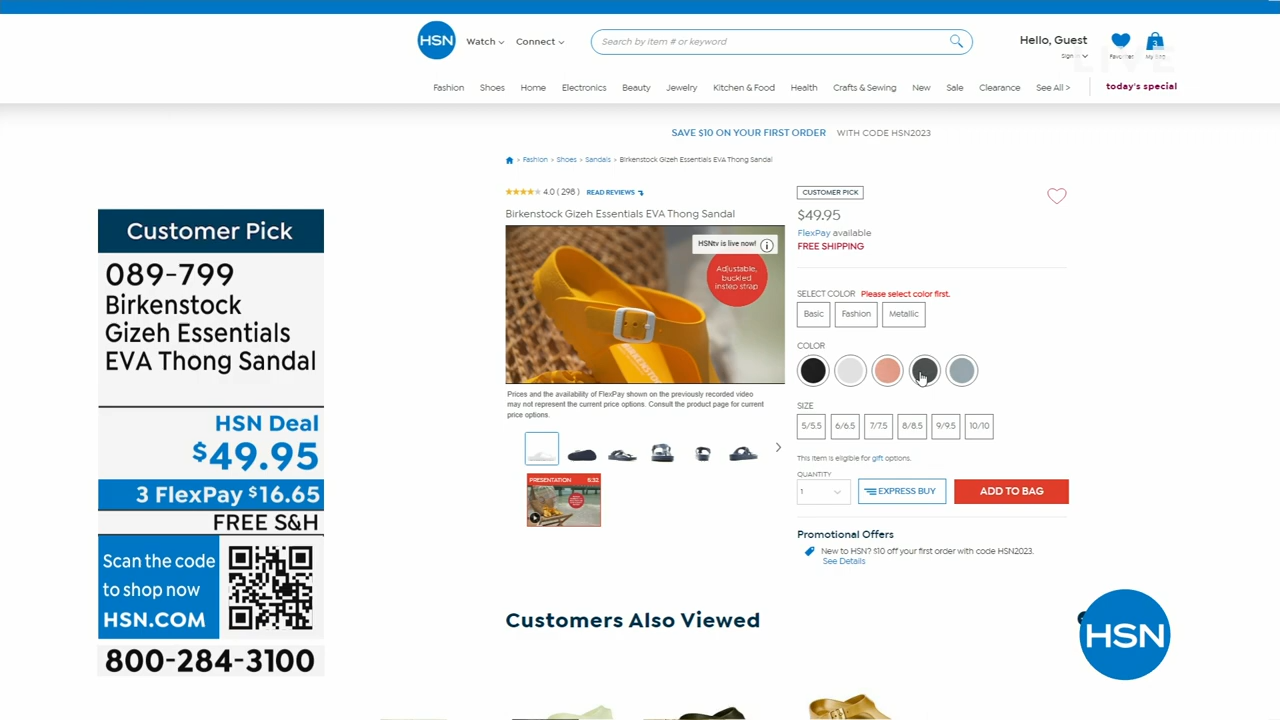 HSN
Watch
Connect
Search by item # or keyword
Hello, Guest
Sign In
Favorites
3
LIVE
Fashion
Shoes
Home
Electronics
Beauty
Jewelry
Kitchen & Food
Health
Crafts & Sewing
New
Sale
Clearance
See All >
today's special
SAVE $10 ON YOUR FIRST ORDER WITH CODE HSN2023
> Fashion > Shoes > Sandals > Birkenstock Gizeh Essentials EVA Thong Sandal
4.0 ( 298 ) READ REVIEWS
Birkenstock Gizeh Essentials EVA Thong Sandal
HSNtv is live now!
Adjustable,
buckled
instep strap
BIRKENSTOCK
Prices and the availability of FlexPay shown on the previously recorded video
may not represent the current price options. Consult the product page for current
price options.
PRESENTATION 6:32
CUSTOMER PICK
$49.95
FlexPay available
FREE SHIPPING
SELECT COLOR Please select color first.
Basic
Fashion
Metallic
COLOR
SIZE
5/5.5
6/6.5
7/7.5
8/8.5
9/9.5
10/10
This item is eligible for gift options.
QUANTITY
1
EXPRESS BUY
ADD TO BAG
Promotional Offers
New to HSN? $10 off your first order with code HSN2023.
See Details
Customers Also Viewed
Customer Pick
089-799
Birkenstock
Gizeh Essentials
EVA Thong Sandal
HSN Deal
$49.95
3 FlexPay $16.65
FREE S&H
Scan the code
to shop now
HSN.COM
800-284-3100
HSN